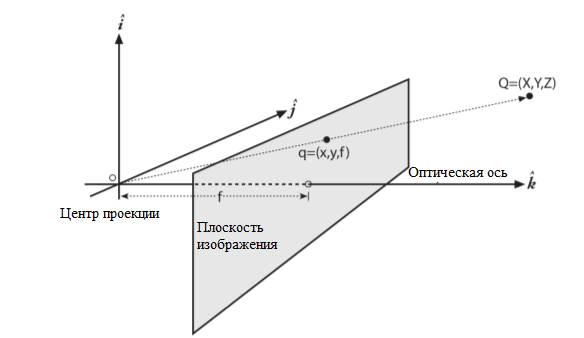 î
Q=(X,Y,Z)
ĵ
q=(x,y,f)
O
Оптическая ось
k̂
f
Центр проекции
Плоскость
изображения